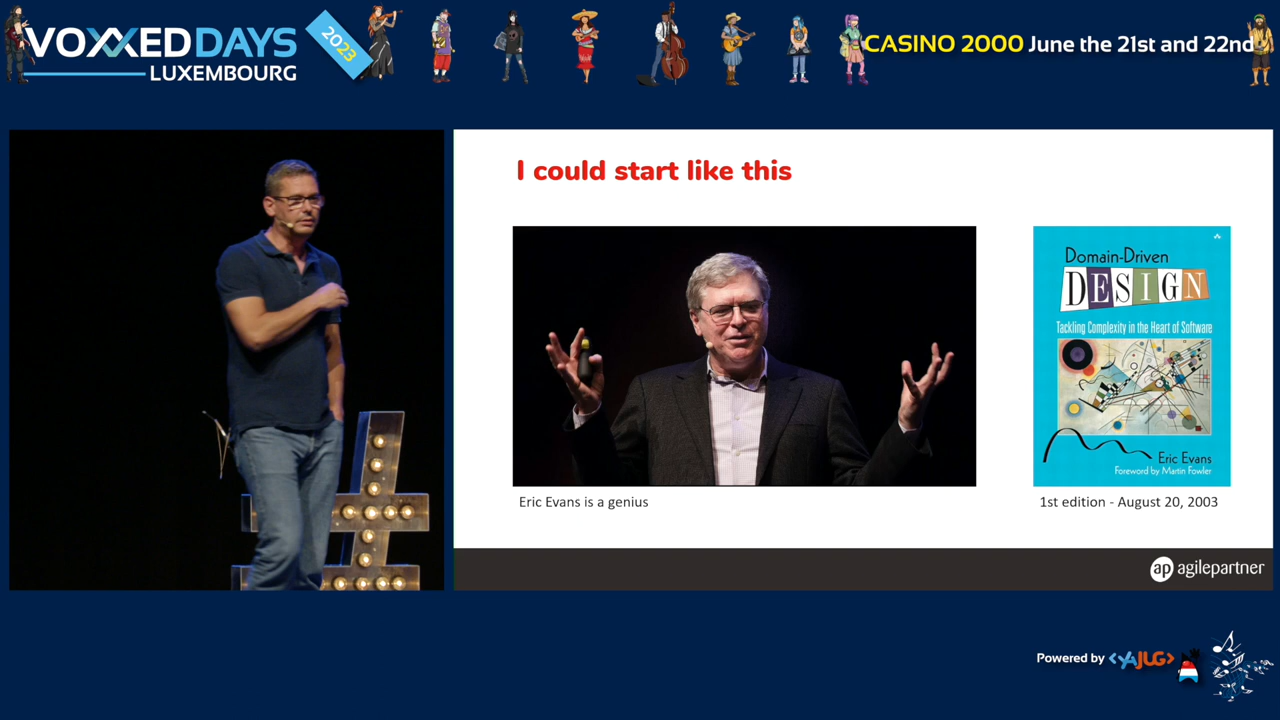 VOXXED DAYS
LUXEMBOURG
2023
CASINO 2000 June the 21st and 22nd
I could start like this
Domain-Driven
DESIGN
Tackling Complexity in the Heart of Software
Eric Evans
Foreword by Martin Fowler
Eric Evans is a genius
1st edition - August 20, 2003
ap agilepartner
Powered by <YAJUG>